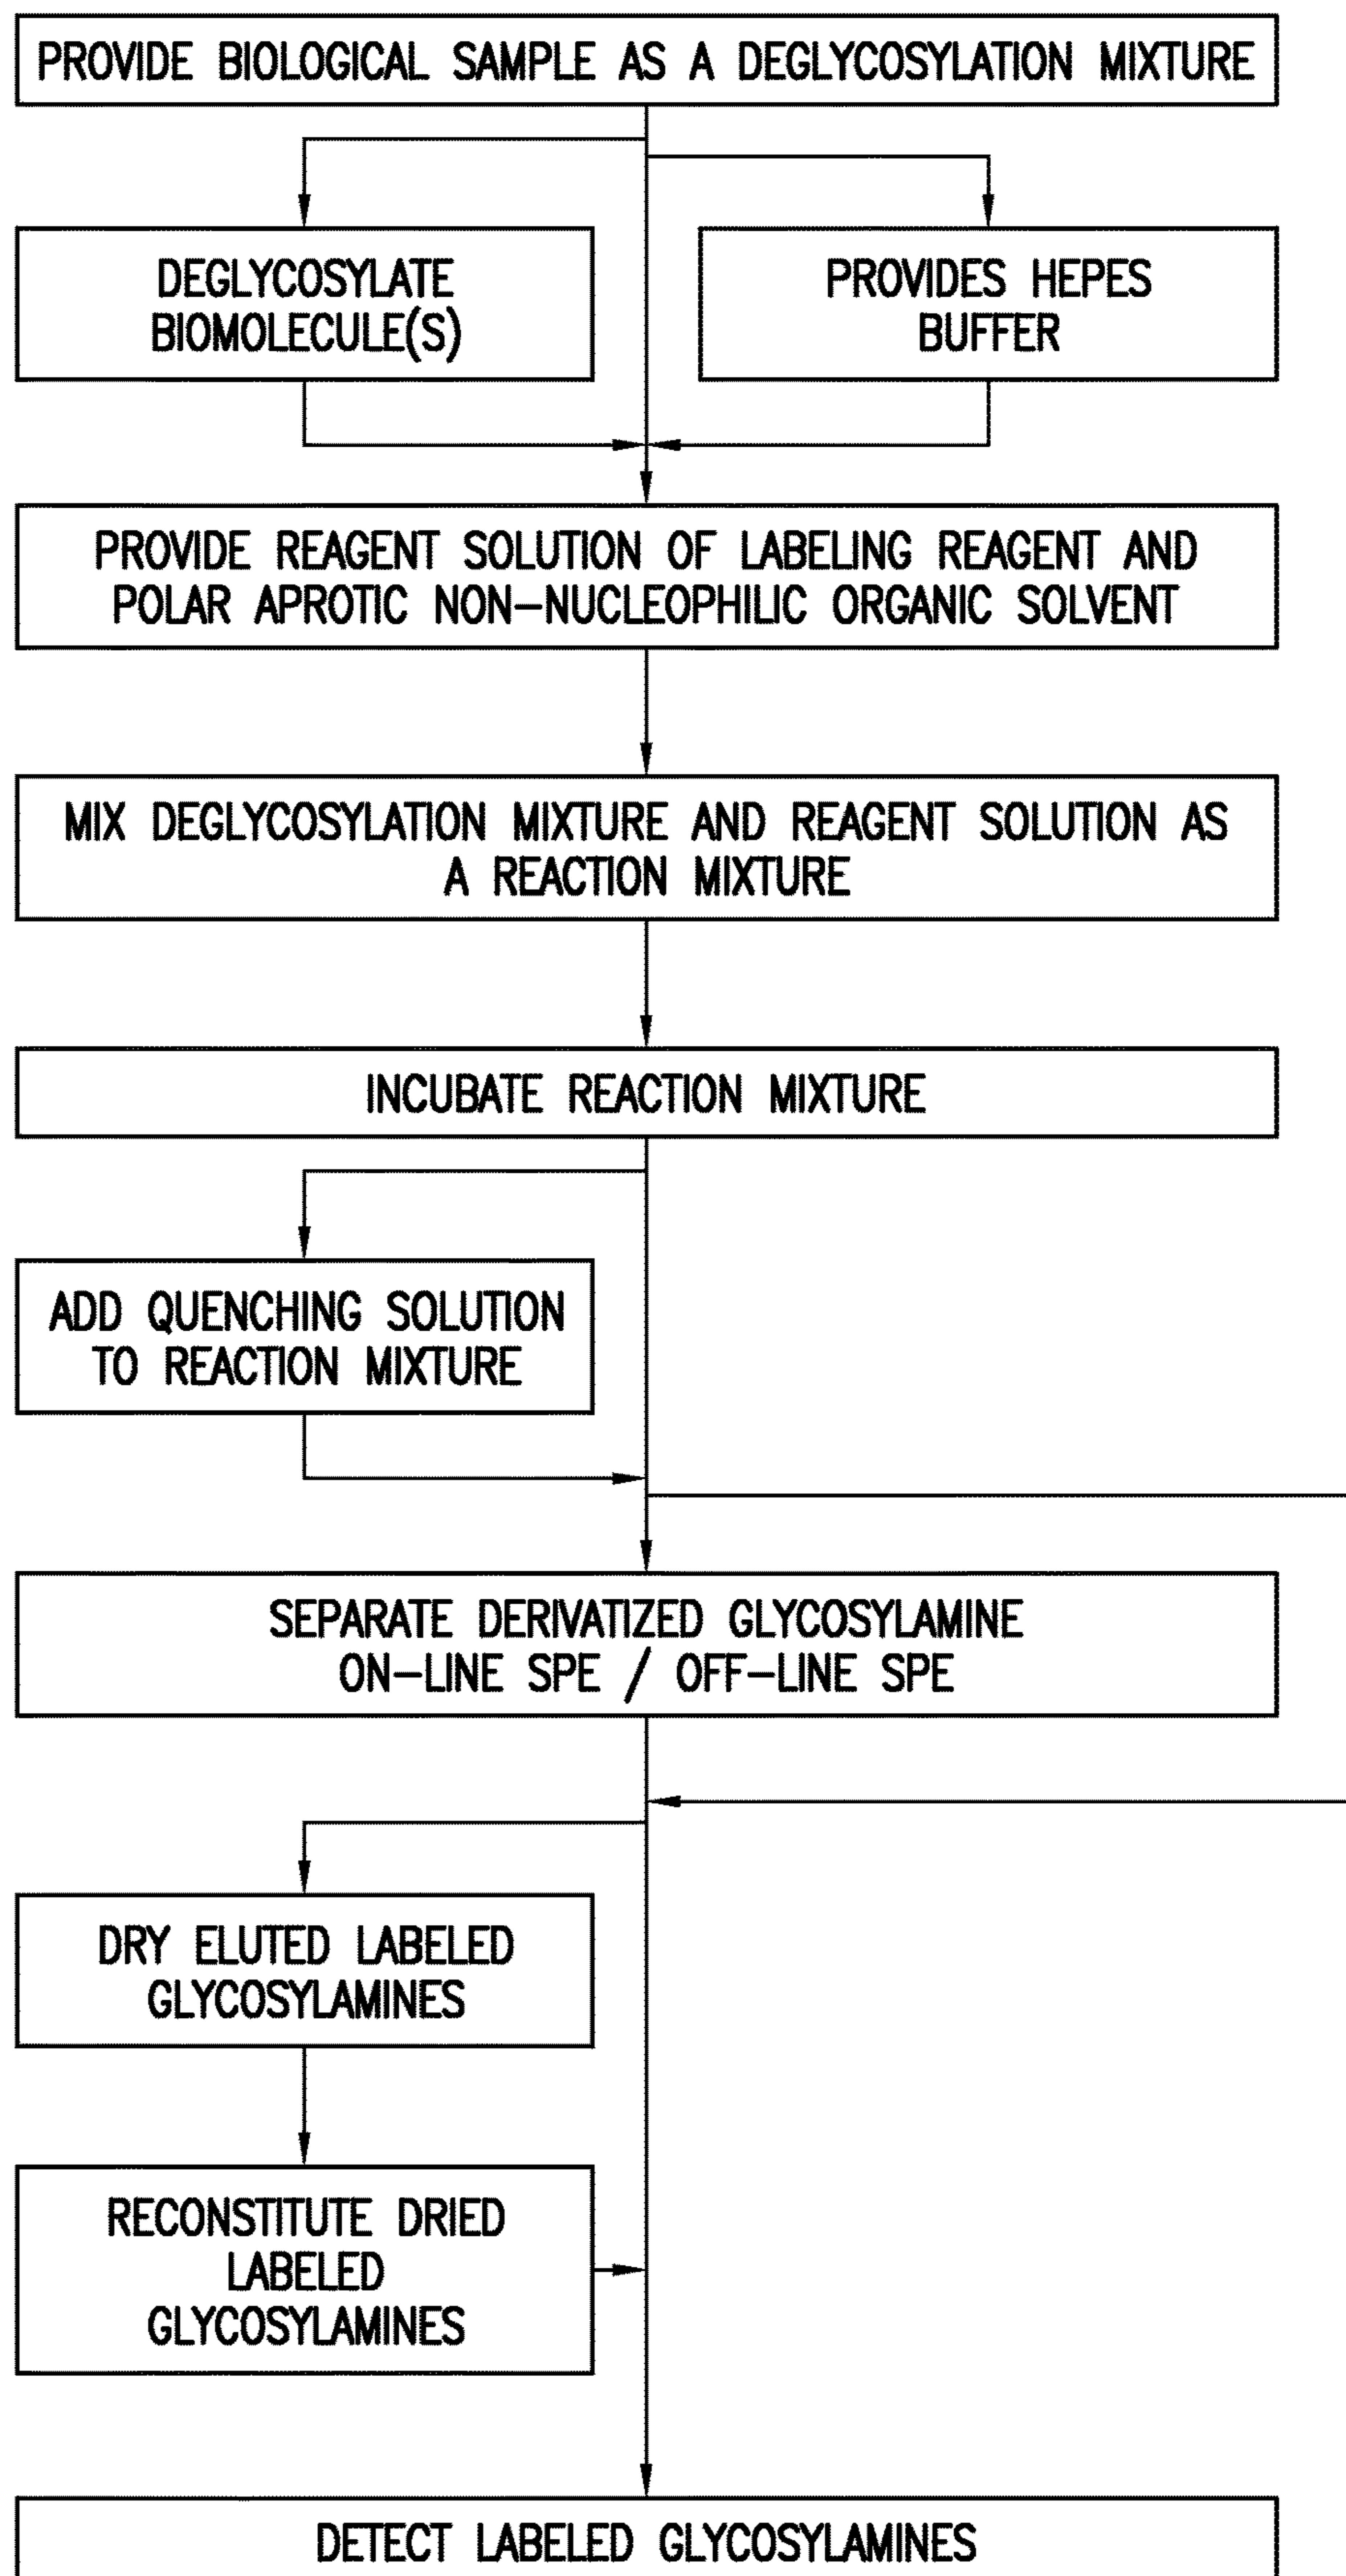 PROVIDE BIOLOGICAL SAMPLE AS A DEGLYCOSYLATION MIXTURE
DEGLYCOSYLATE
BIOMOLECULE(S)
PROVIDES HEPES
BUFFER
PROVIDE REAGENT SOLUTION OF LABELING REAGENT AND
POLAR APROTIC NON-NUCLEOPHILIC ORGANIC SOLVENT
MIX DEGLYCOSYLATION MIXTURE AND REAGENT SOLUTION AS
A REACTION MIXTURE
INCUBATE REACTION MIXTURE
ADD QUENCHING SOLUTION
TO REACTION MIXTURE
SEPARATE DERIVATIZED GLYCOSYLAMINE
ON-LINE SPE / OFF-LINE SPE
DRY ELUTED LABELED
GLYCOSYLAMINES
RECONSTITUTE DRIED
LABELED
GLYCOSYLAMINES
DETECT LABELED GLYCOSYLAMINES